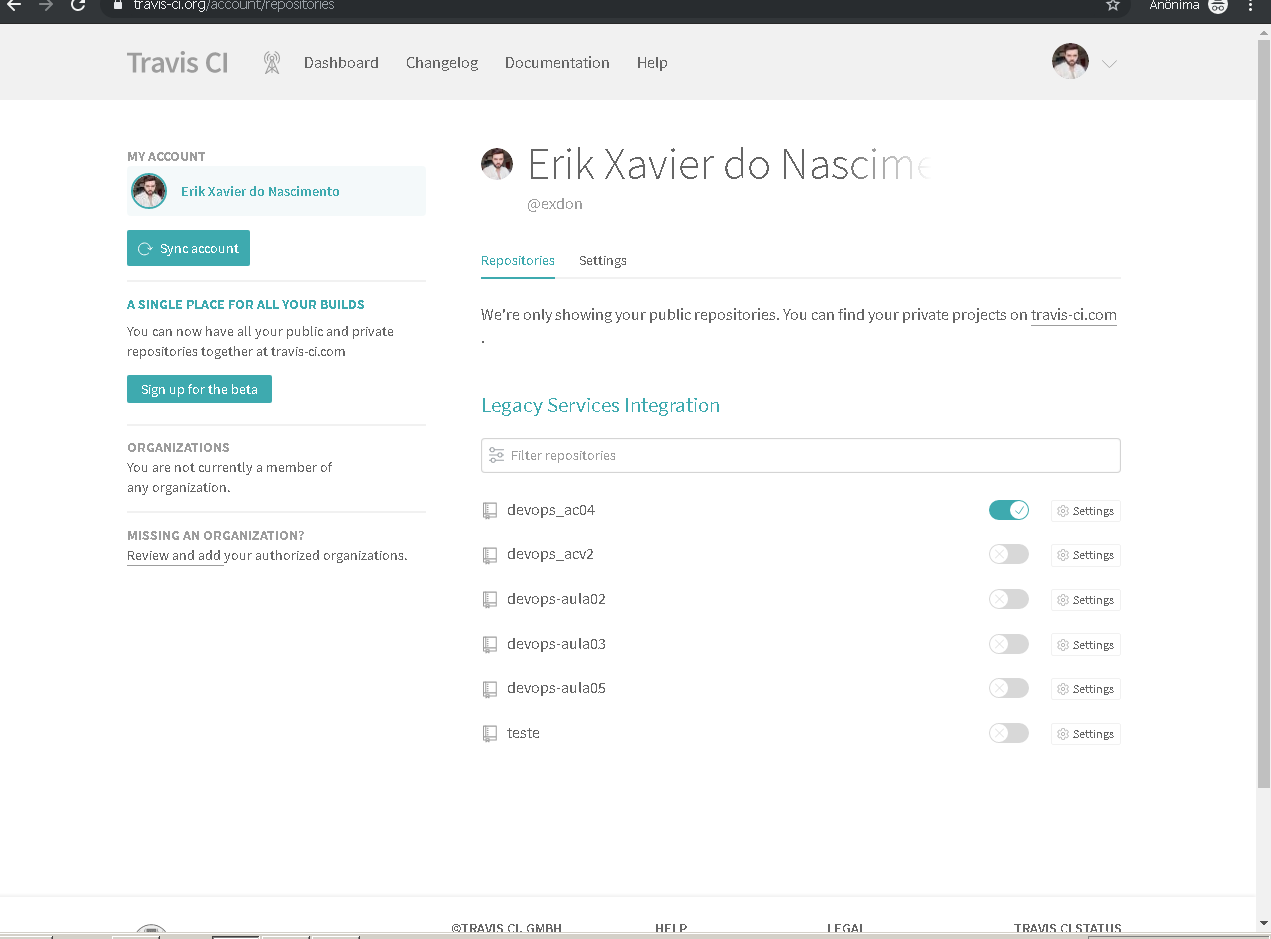 travis-ci.org/account/repositories
Anônima
Travis CI
Dashboard
Changelog
Documentation
Help
MY ACCOUNT
Erik Xavier do Nascimento
Sync account
A SINGLE PLACE FOR ALL YOUR BUILDS
You can now have all your public and private
repositories together at travis-ci.com
Sign up for the beta
ORGANIZATIONS
You are not currently a member of
any organization.
MISSING AN ORGANIZATION?
Review and add your authorized organizations.
Erik Xavier do Nascime
@exdon
Repositories
Settings
We're only showing your public repositories. You can find your private projects on travis-ci.com
.
Legacy Services Integration
Filter repositories
devops_ac04
Settings
devops_acv2
Settings
devops-aula02
Settings
devops-aula03
Settings
devops-aula05
Settings
teste
Settings
©TRAVIS CI, GMBH
HELP
LEGAL
TRAVIS CI STATUS